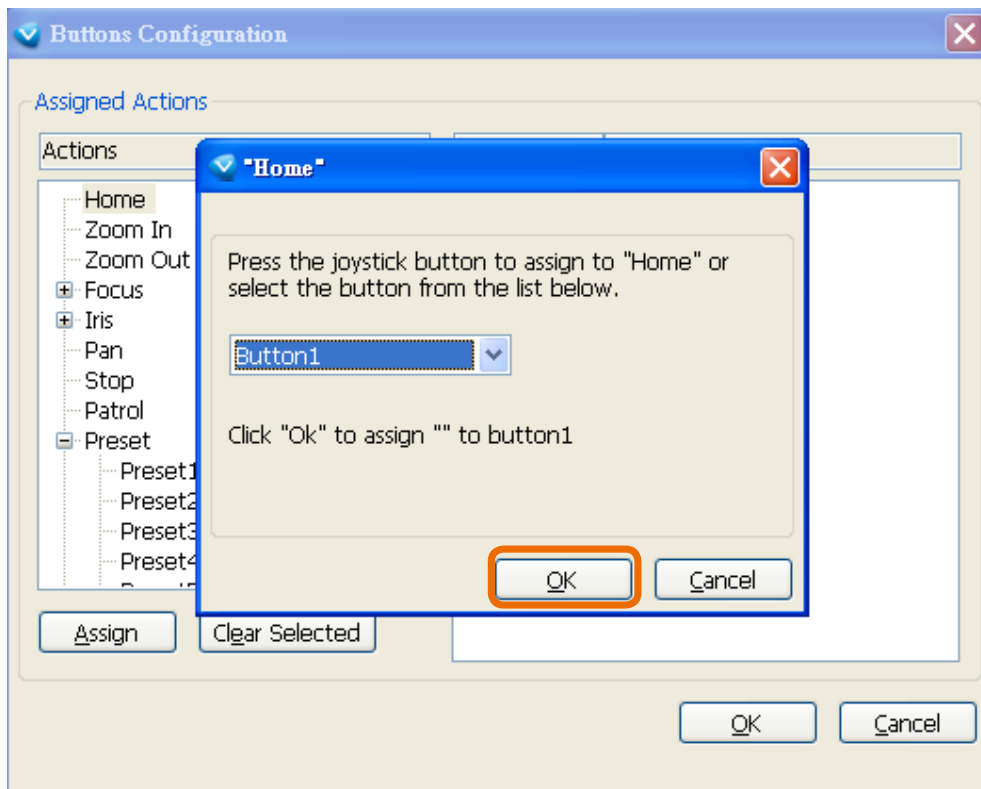 Buttons Configuration
Assigned Actions
Actions
"Home"
Home
Zoom In
Zoom Out
Focus
Iris
Pan
Stop
Patrol
Preset
Preset1
Preset2
Preset3
Preset4
Press the joystick button to assign to "Home" or
select the button from the list below.
Button1
Click "Ok" to assign "" to button1
OK Cancel
Assign Clear Selected
OK Cancel